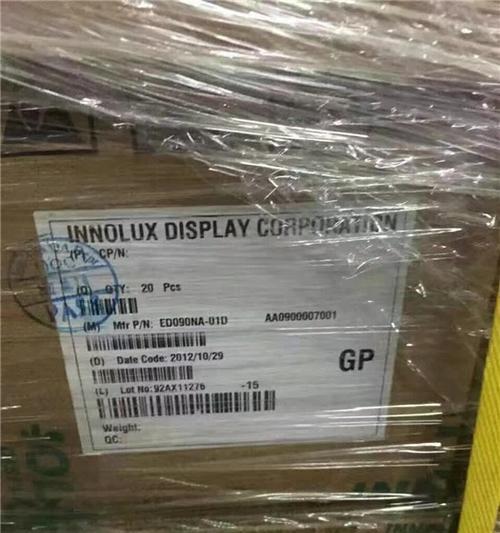 INNOLUX DISPLAY CORPORATION
(P) CP/N:
(Q) QTY: 20 Pcs
(M) Mfr P/N: ED090NA-01D AA0900007001
(D) Date Code: 2012/10/29
GP
(L) Lot No:92AX11276 -15
Weight:
QC: